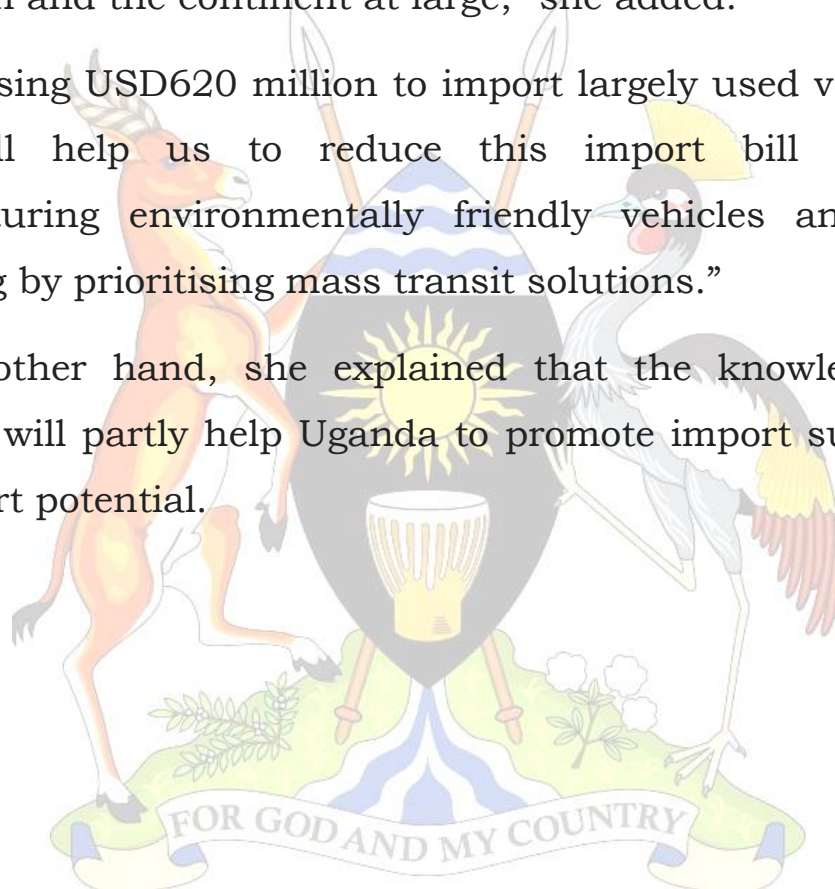 and the continent at large,” she added.
sing USD620 million to import largely used v
ll help us to reduce this import bill
uring environmentally friendly vehicles an
g by prioritising mass transit solutions.”
other hand, she explained that the knowle
will partly help Uganda to promote import su
rt potential.
FOR GOD AND MY COUNTRY